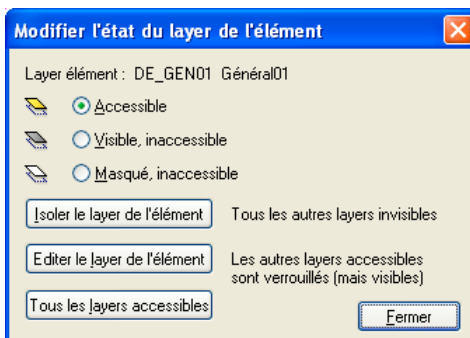 Modifier l'état du layer de l'élément
Layer élément : DE_GEN01 Général01
Accessible
Visible, inaccessible
Masqué, inaccessible
Isoler le layer de l'élément Tous les autres layers invisibles
Editer le layer de l'élément Les autres layers accessibles
sont verrouillés (mais visibles)
Tous les layers accessibles
Fermer